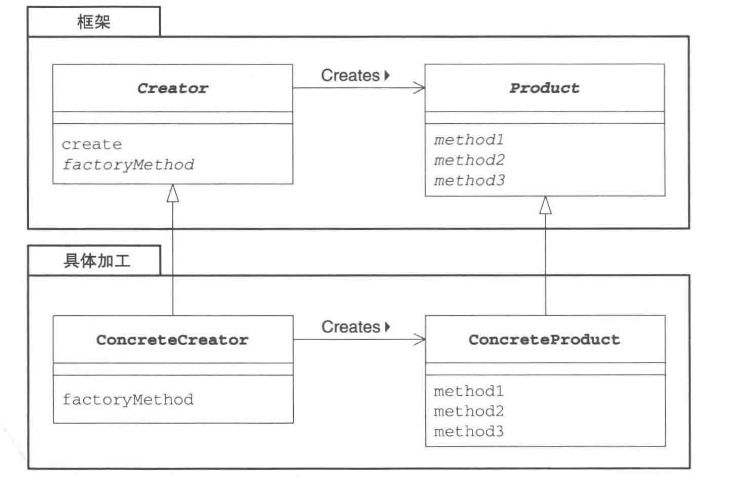 框架
Creator
Creates
Product
create
factoryMethod
method1
method2
method3
具体加工
ConcreteCreator
Creates
ConcreteProduct
factoryMethod
method1
method2
method3